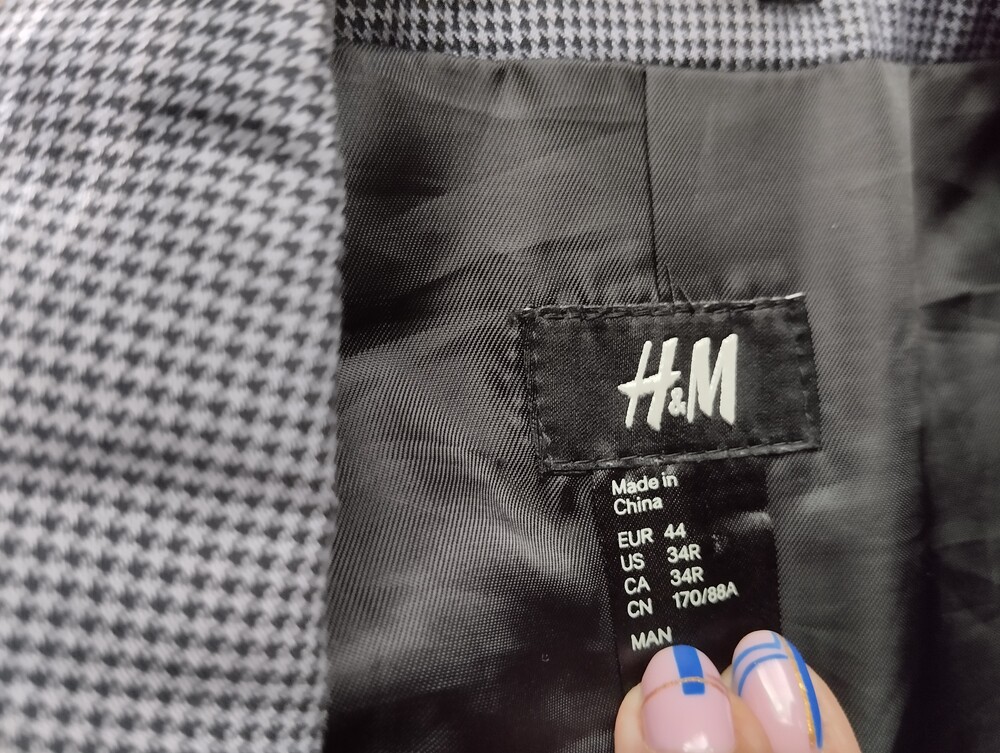 H&M
Made in
China
EUR 44
US 34R
CA 34R
CN 170/88A
MAN